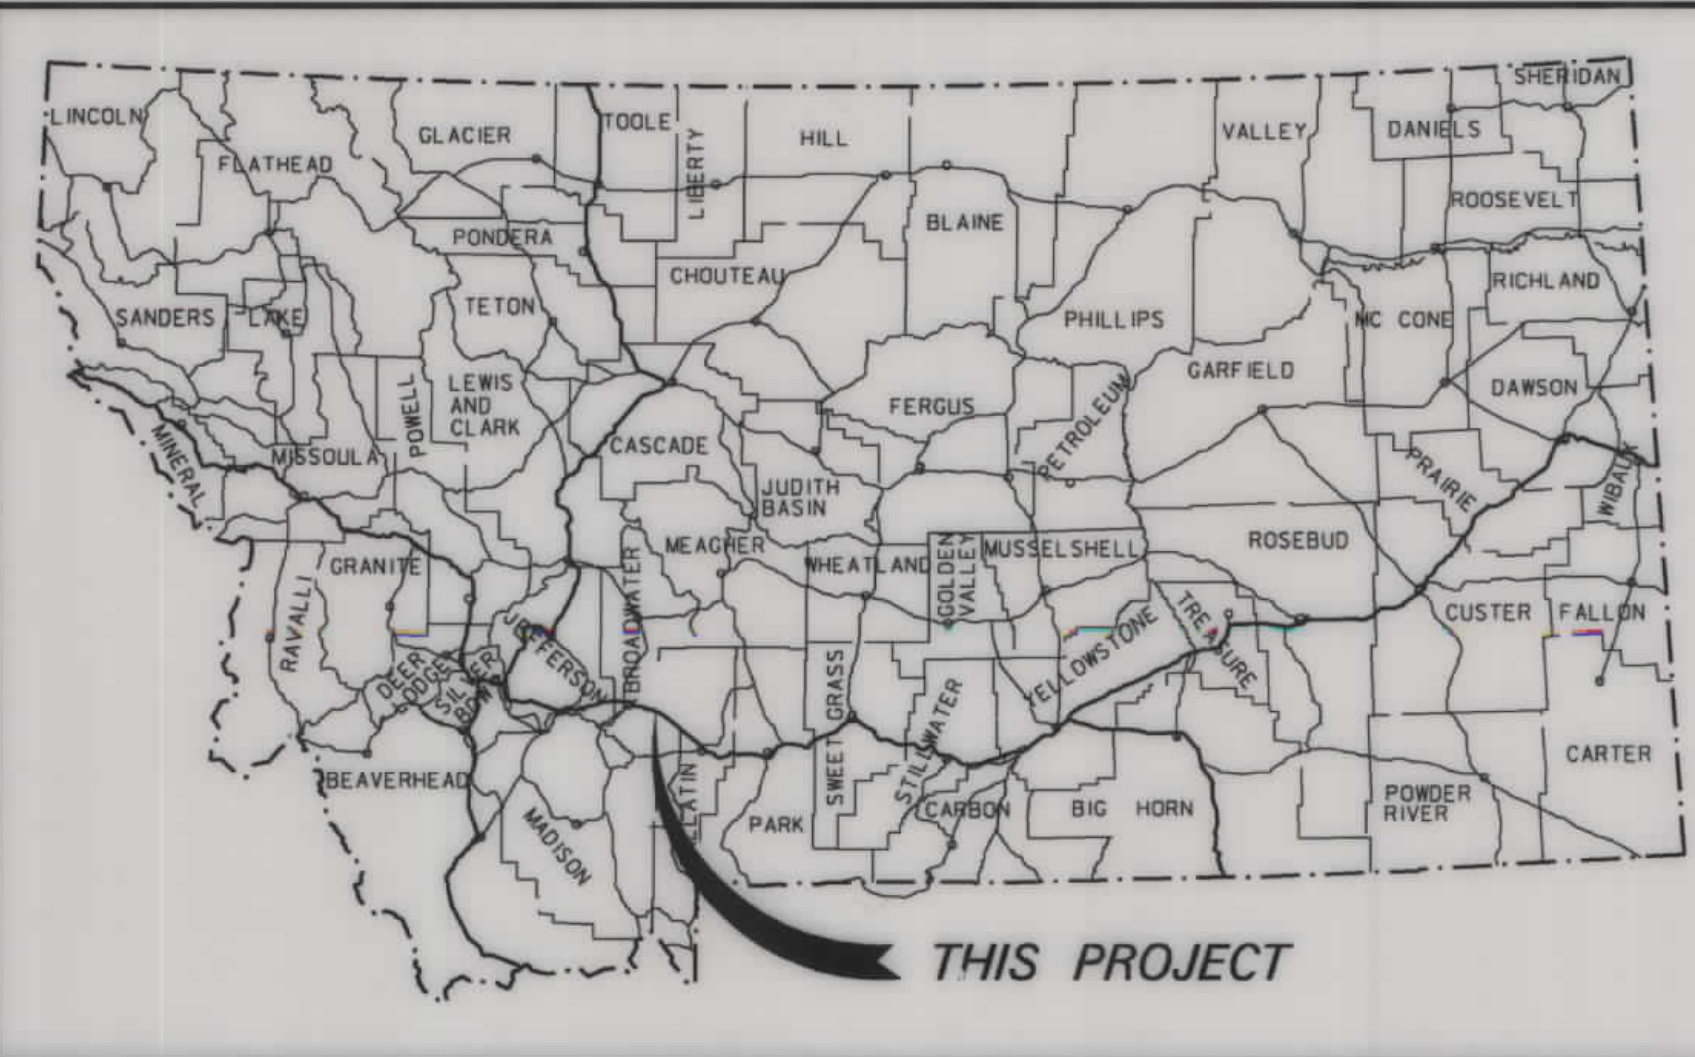 SHERIDAN
LINCOLN
TOOLE
GLACIER
HILL
VALLEY
DANIELS
FLATHEAD
LIBERTY
ROOSEVELT
BLAINE
PONDERA
CHOUTEAU
RICHLAND
TETON
SANDERS
LAKE
PHILLIPS
MC CONE
GARFIELD
DAWSON
LEWIS
AND
CLARK
POWELL
FERGUS
PETROLEUM
CASCADE
MINERAL
MISSOULA
JUDITH
BASIN
PRAIRIE
WIBAUX
MEAGHER
WHEATLAND
GOLDEN
VALLEY
MUSSELSHELL
ROSEBUD
GRANITE
RAVALLI
BROADWATER
JEFFERSON
YELLOWSTONE
TREASURE
CUSTER
FALLON
DEER
LODGE
SILVER
BOW
SWEET GRASS
STILLWATER
CARTER
BEAVERHEAD
MADISON
LLATIN
PARK
CARBON
BIG HORN
POWDER
RIVER
THIS PROJECT